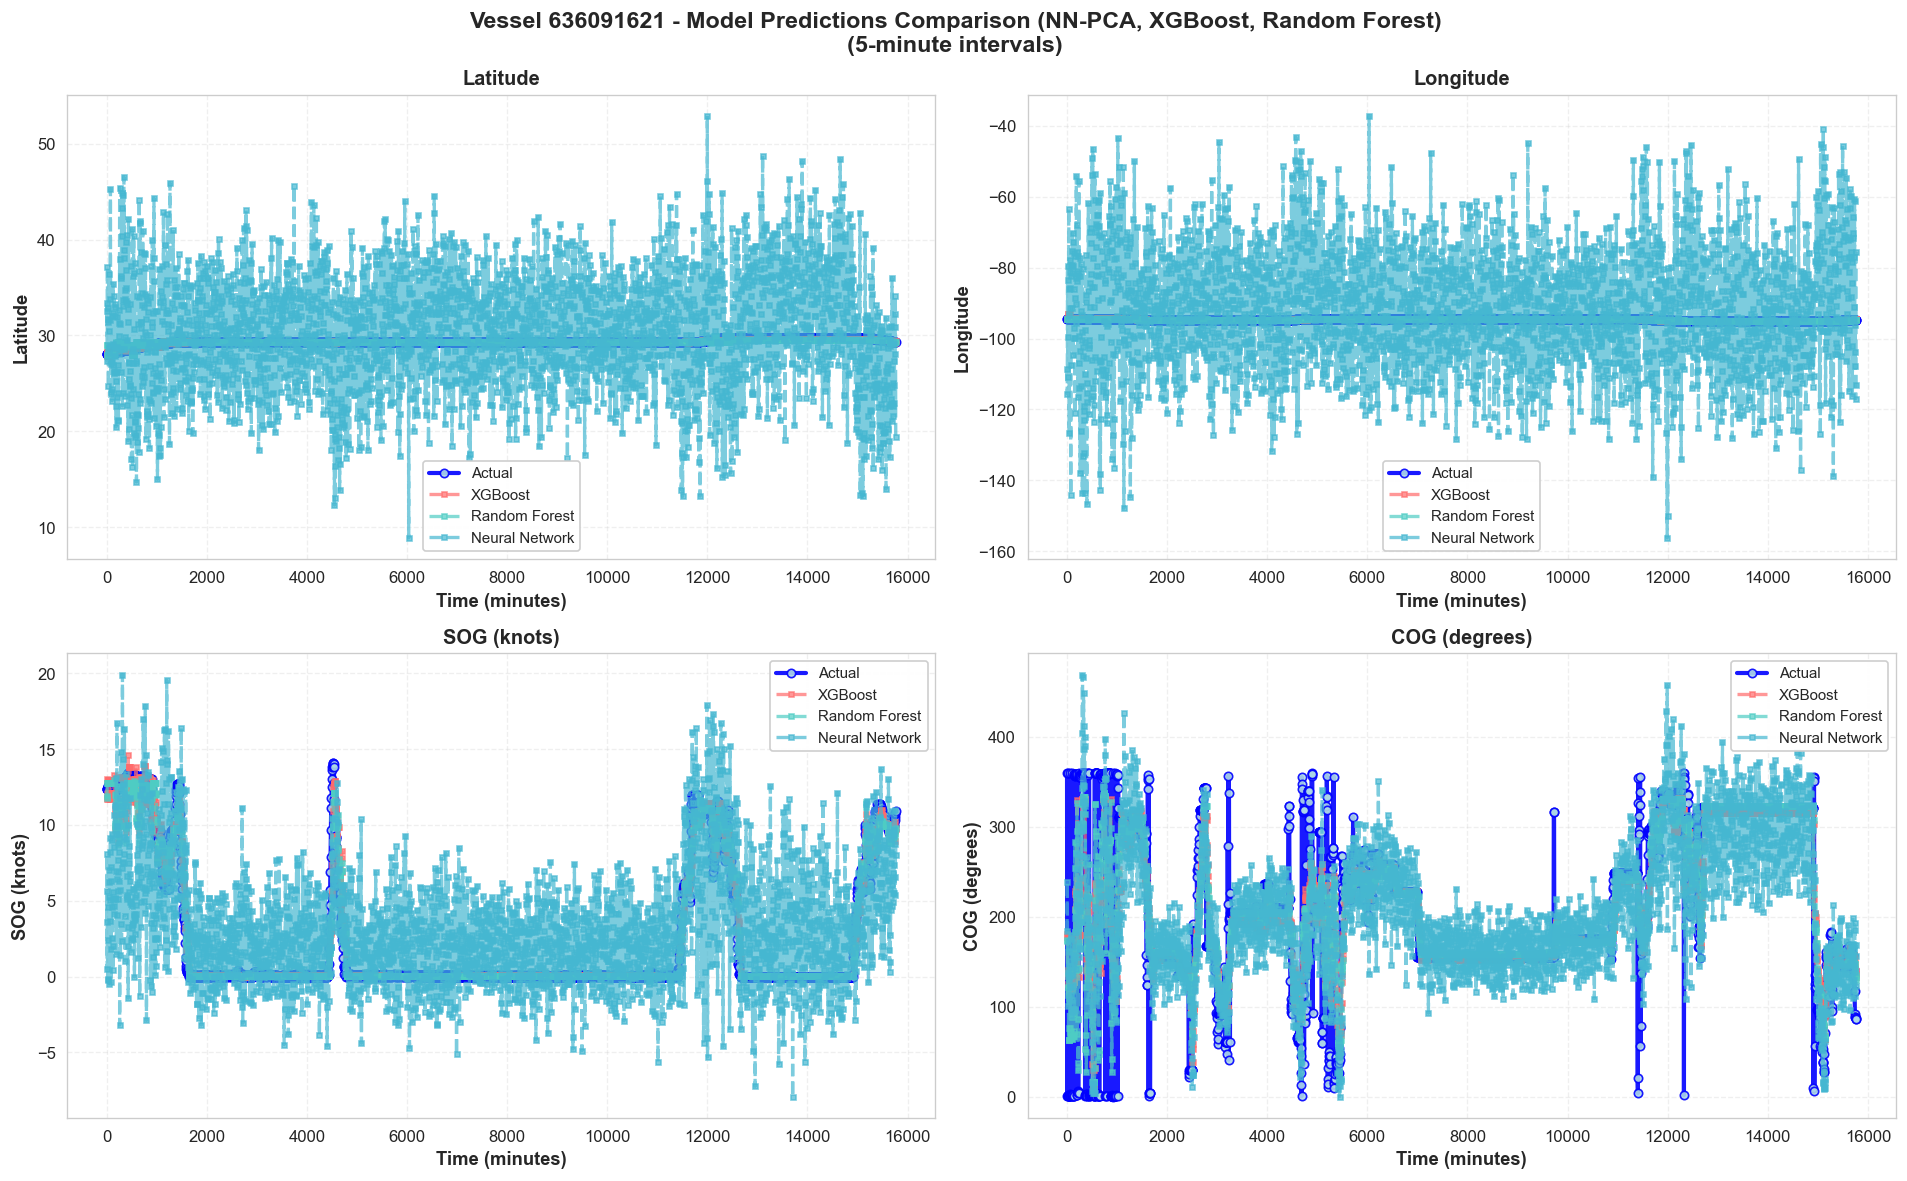 Vessel 636091621 - Model Predictions Comparison (NN-PCA, XGBoost, Random Forest)
(5-minute intervals)
Latitude
Latitude
50
40
30
20
10
Actual
XGBoost
Random Forest
Neural Network
0 2000 4000 6000 8000 10000 12000 14000 16000
Time (minutes)
Longitude
Longitude
−40
−60
−80
−100
−120
−140
−160
Actual
XGBoost
Random Forest
Neural Network
0 2000 4000 6000 8000 10000 12000 14000 16000
Time (minutes)
SOG (knots)
SOG (knots)
20
15
10
5
0
−5
Actual
XGBoost
Random Forest
Neural Network
0 2000 4000 6000 8000 10000 12000 14000 16000
Time (minutes)
COG (degrees)
COG (degrees)
400
300
200
100
0
Actual
XGBoost
Random Forest
Neural Network
0 2000 4000 6000 8000 10000 12000 14000 16000
Time (minutes)